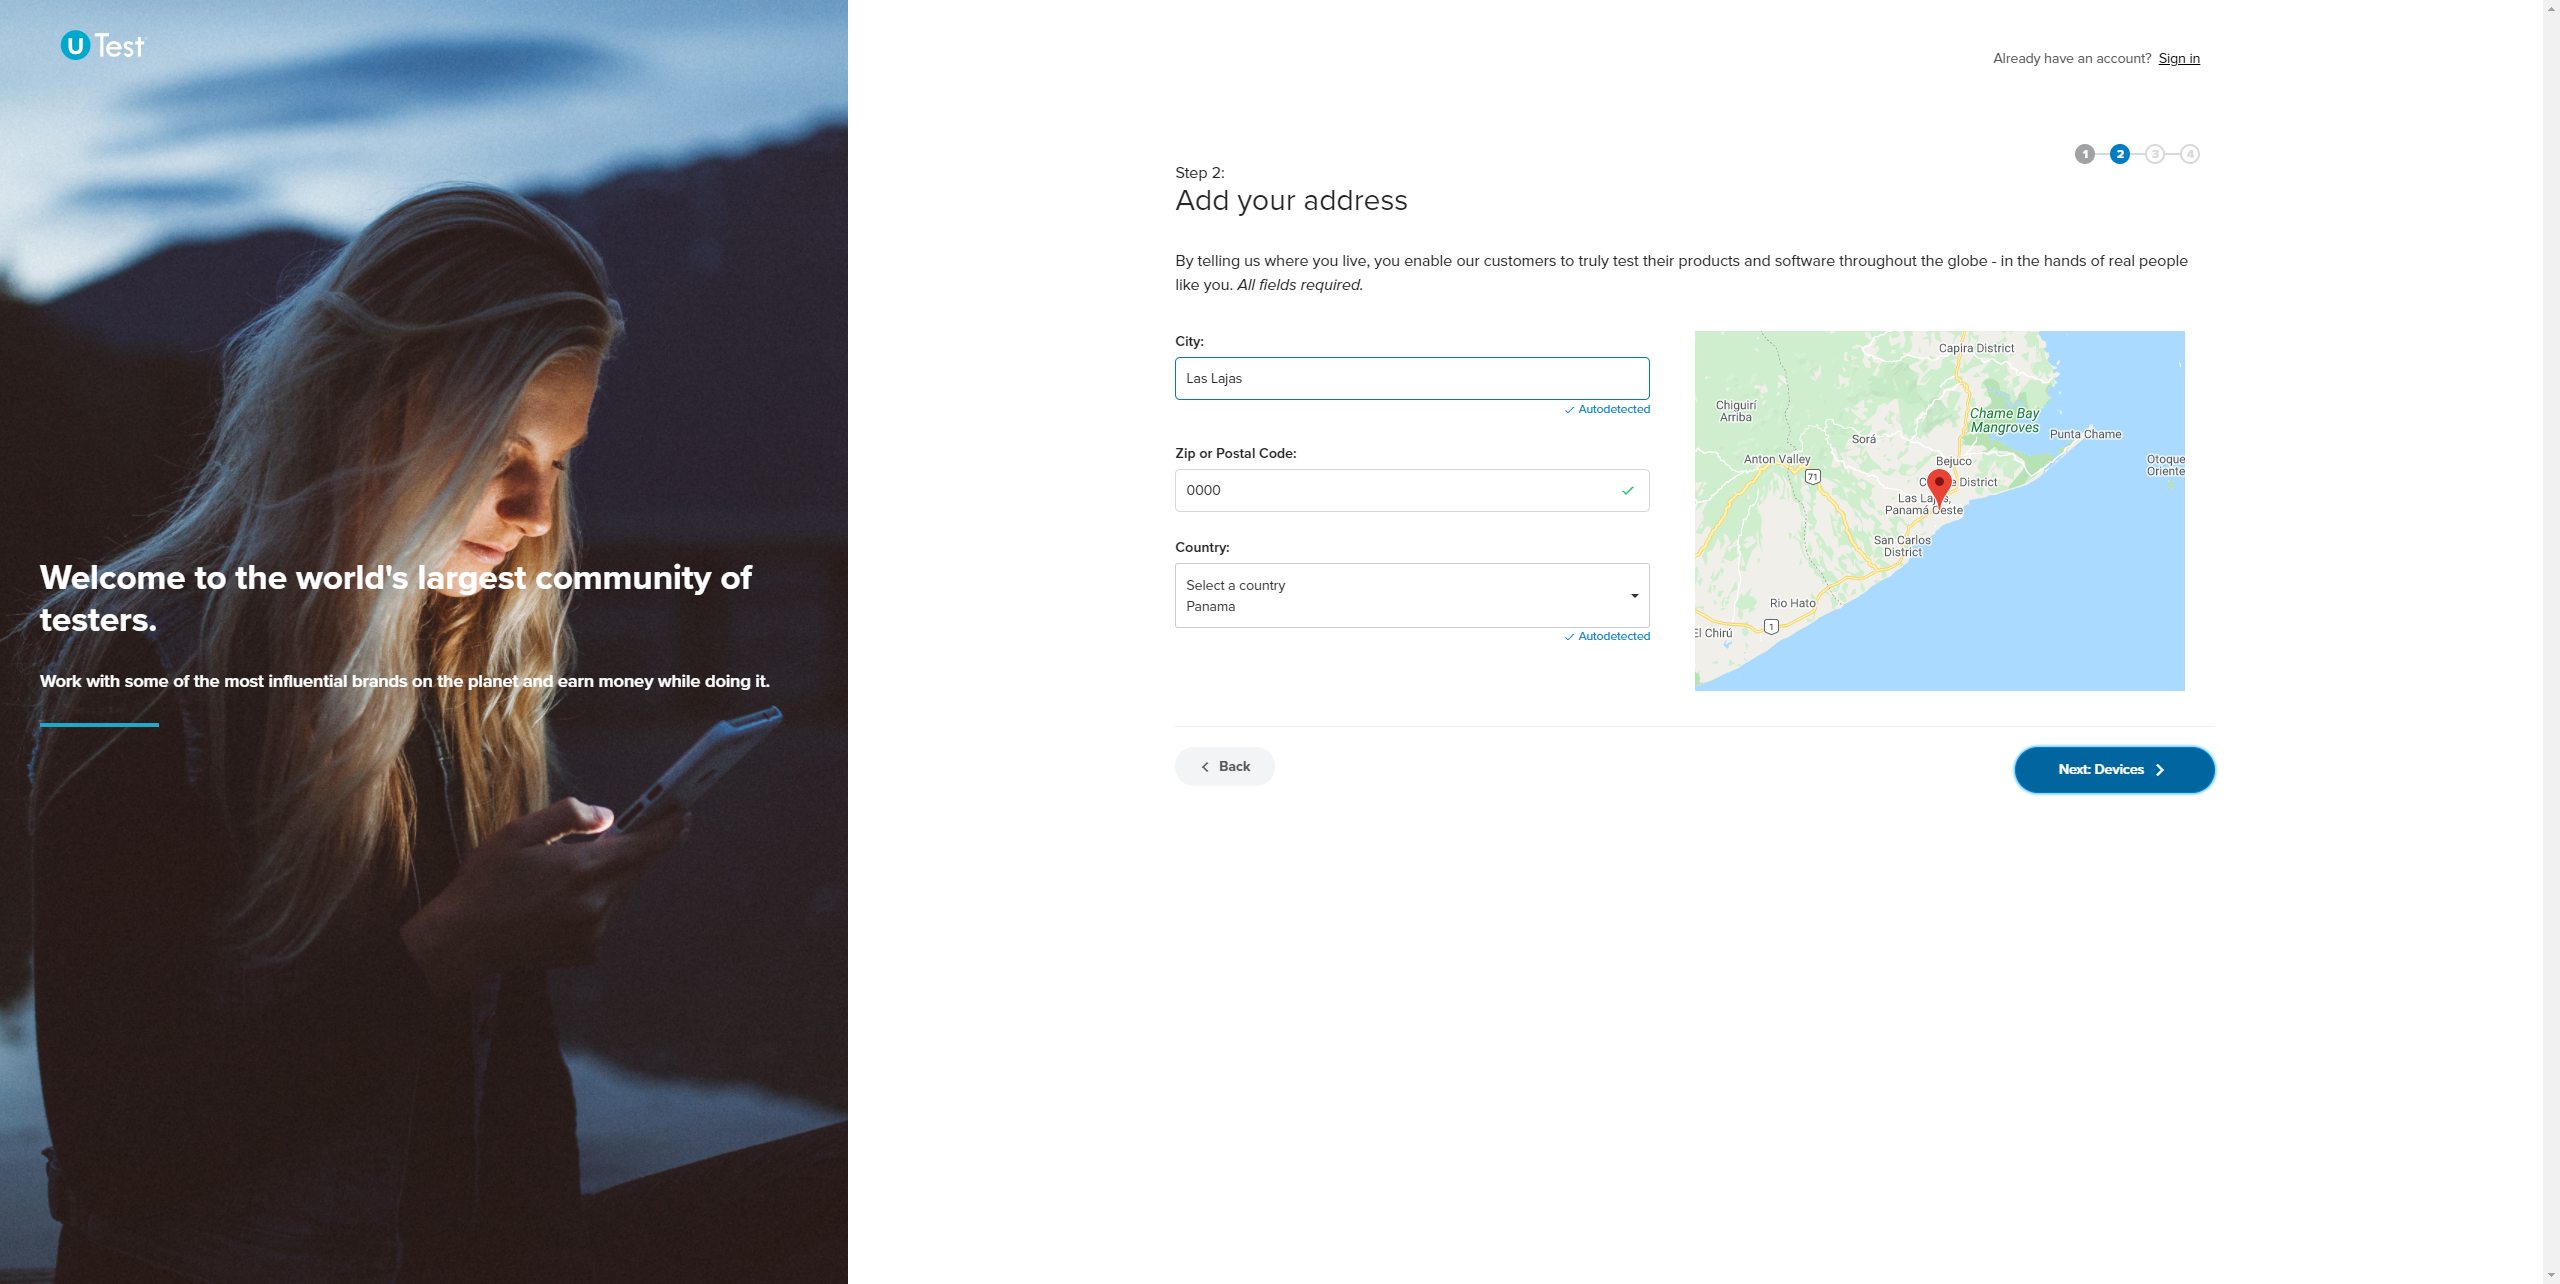 U Test
Already have an account? Sign in
1 2 3 4
Step 2:
Add your address
By telling us where you live, you enable our customers to truly test their products and software throughout the globe - in the hands of real people
like you. All fields required.
City:
Las Lajas
Autodetected
Zip or Postal Code:
0000
Country:
Select a country
Panama
Autodetected
Capira District
Chiguirí
Arriba
Chame Bay
Mangroves
Punta Chame
Sorá
Anton Valley
Bejuco
Otoque
Oriente
71
District
Las Lajas,
Panamá Oeste
San Carlos
District
Rio Hato
1
El Chirú
Back
Next: Devices
Welcome to the world's largest community of
testers.
Work with some of the most influential brands on the planet and earn money while doing it.